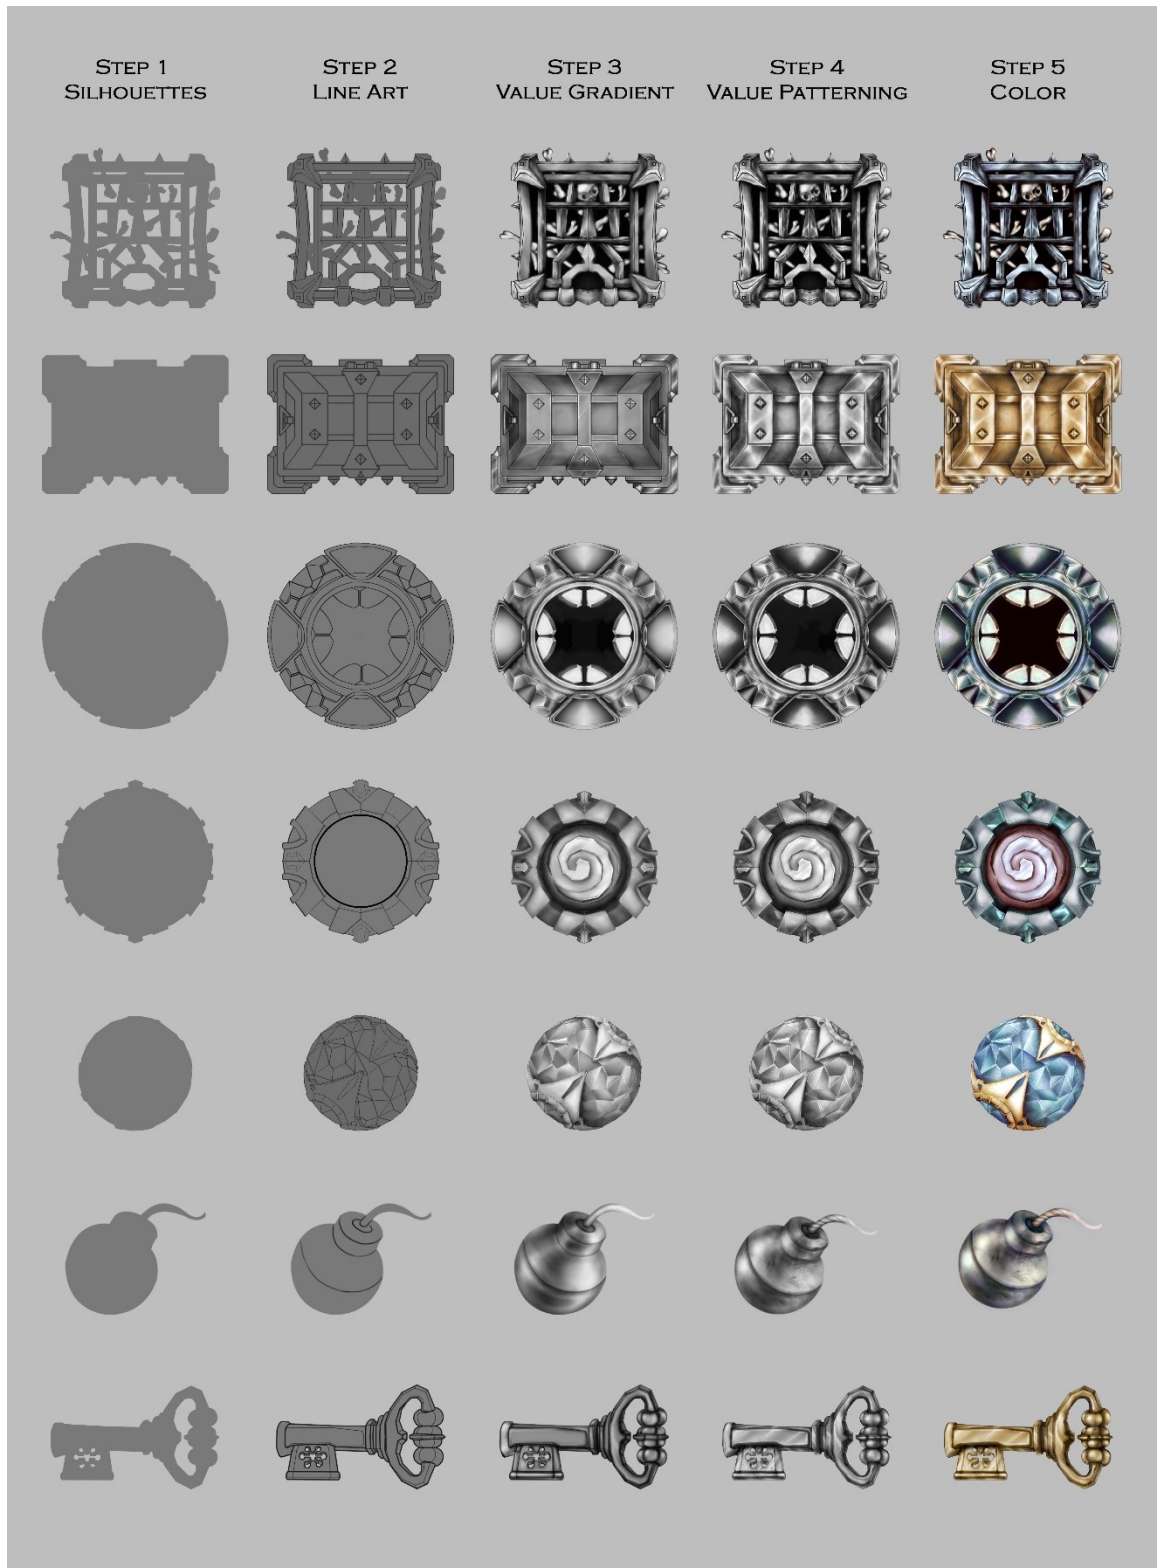 STEP 1
SILHOUETTES
STEP 2
LINE ART
STEP 3
VALUE GRADIENT
STEP 4
VALUE PATTERNING
STEP 5
COLOR